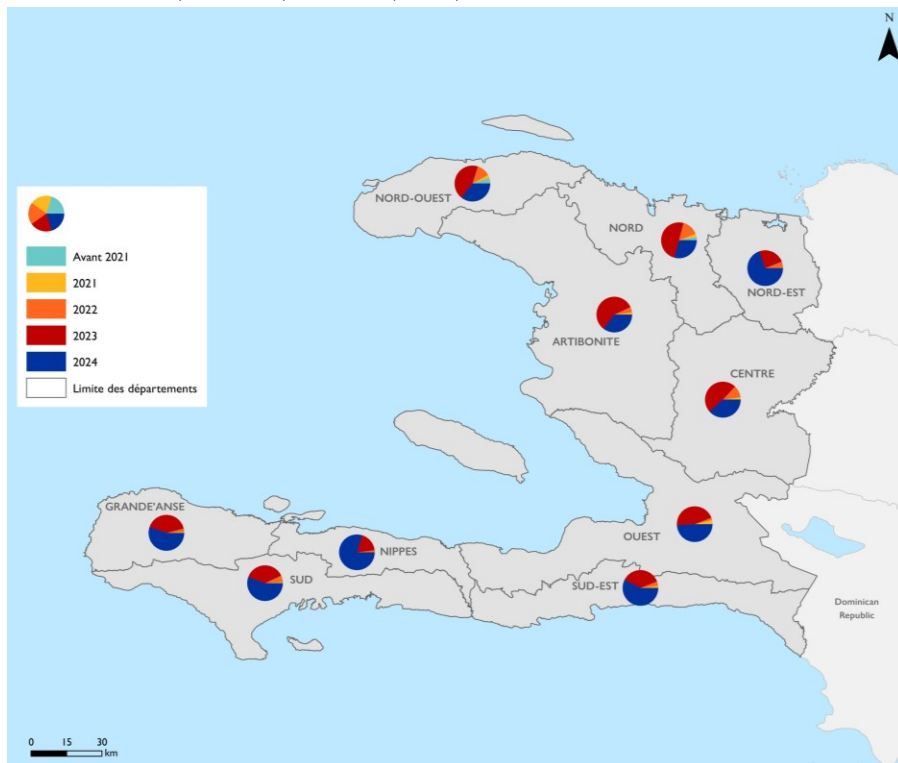 N
NORD-OUEST
NORD
NORD-EST
Avant 2021
2021
2022
2023
2024
Limite des départements
ARTIBONITE
CENTRE
GRANDE'ANSE
OUEST
NIPPES
SUD
SUD-EST
Dominican
Republic
0 15 30
km